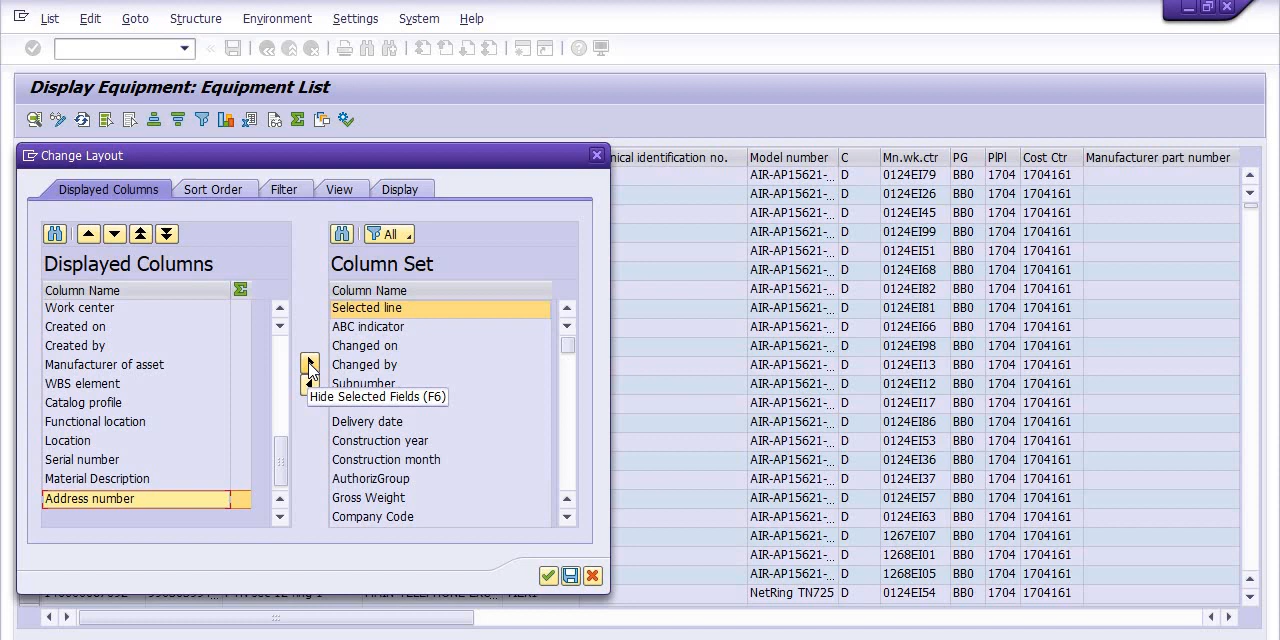 List Edit Goto Structure Environment Settings System Help
Display Equipment: Equipment List
Change Layout
Displayed Columns Sort Order Filter View Display
All
Displayed Columns
Column Name
Work center
Created on
Created by
Manufacturer of asset
WBS element
Catalog profile
Functional location
Location
Serial number
Material Description
Address number
Column Set
Column Name
Selected line
ABC indicator
Changed on
Changed by
Subnumber
Hide Selected Fields (F6)
Delivery date
Construction year
Construction month
AuthorizGroup
Gross Weight
Company Code
nical identification no. Model number C Mn.wk.ctr PG PlPl Cost Ctr Manufacturer part number
AIR-AP15621-... D 0124EI79 BB0 1704 1704161
AIR-AP15621-... D 0124EI26 BB0 1704 1704161
AIR-AP15621-... D 0124EI45 BB0 1704 1704161
AIR-AP15621-... D 0124EI99 BB0 1704 1704161
AIR-AP15621-... D 0124EI51 BB0 1704 1704161
AIR-AP15621-... D 0124EI68 BB0 1704 1704161
AIR-AP15621-... D 0124EI82 BB0 1704 1704161
AIR-AP15621-... D 0124EI81 BB0 1704 1704161
AIR-AP15621-... D 0124EI66 BB0 1704 1704161
AIR-AP15621-... D 0124EI98 BB0 1704 1704161
AIR-AP15621-... D 0124EI13 BB0 1704 1704161
AIR-AP15621-... D 0124EI12 BB0 1704 1704161
AIR-AP15621-... D 0124EI17 BB0 1704 1704161
AIR-AP15621-... D 0124EI86 BB0 1704 1704161
AIR-AP15621-... D 0124EI53 BB0 1704 1704161
AIR-AP15621-... D 0124EI36 BB0 1704 1704161
AIR-AP15621-... D 0124EI37 BB0 1704 1704161
AIR-AP15621-... D 0124EI57 BB0 1704 1704161
AIR-AP15621-... D 0124EI63 BB0 1704 1704161
AIR-AP15621-... D 1267EI07 BB0 1704 1704161
AIR-AP15621-... D 1268EI01 BB0 1704 1704161
AIR-AP15621-... D 1268EI05 BB0 1704 1704161
NetRing TN725 D 0124EI54 BB0 1704 1704161